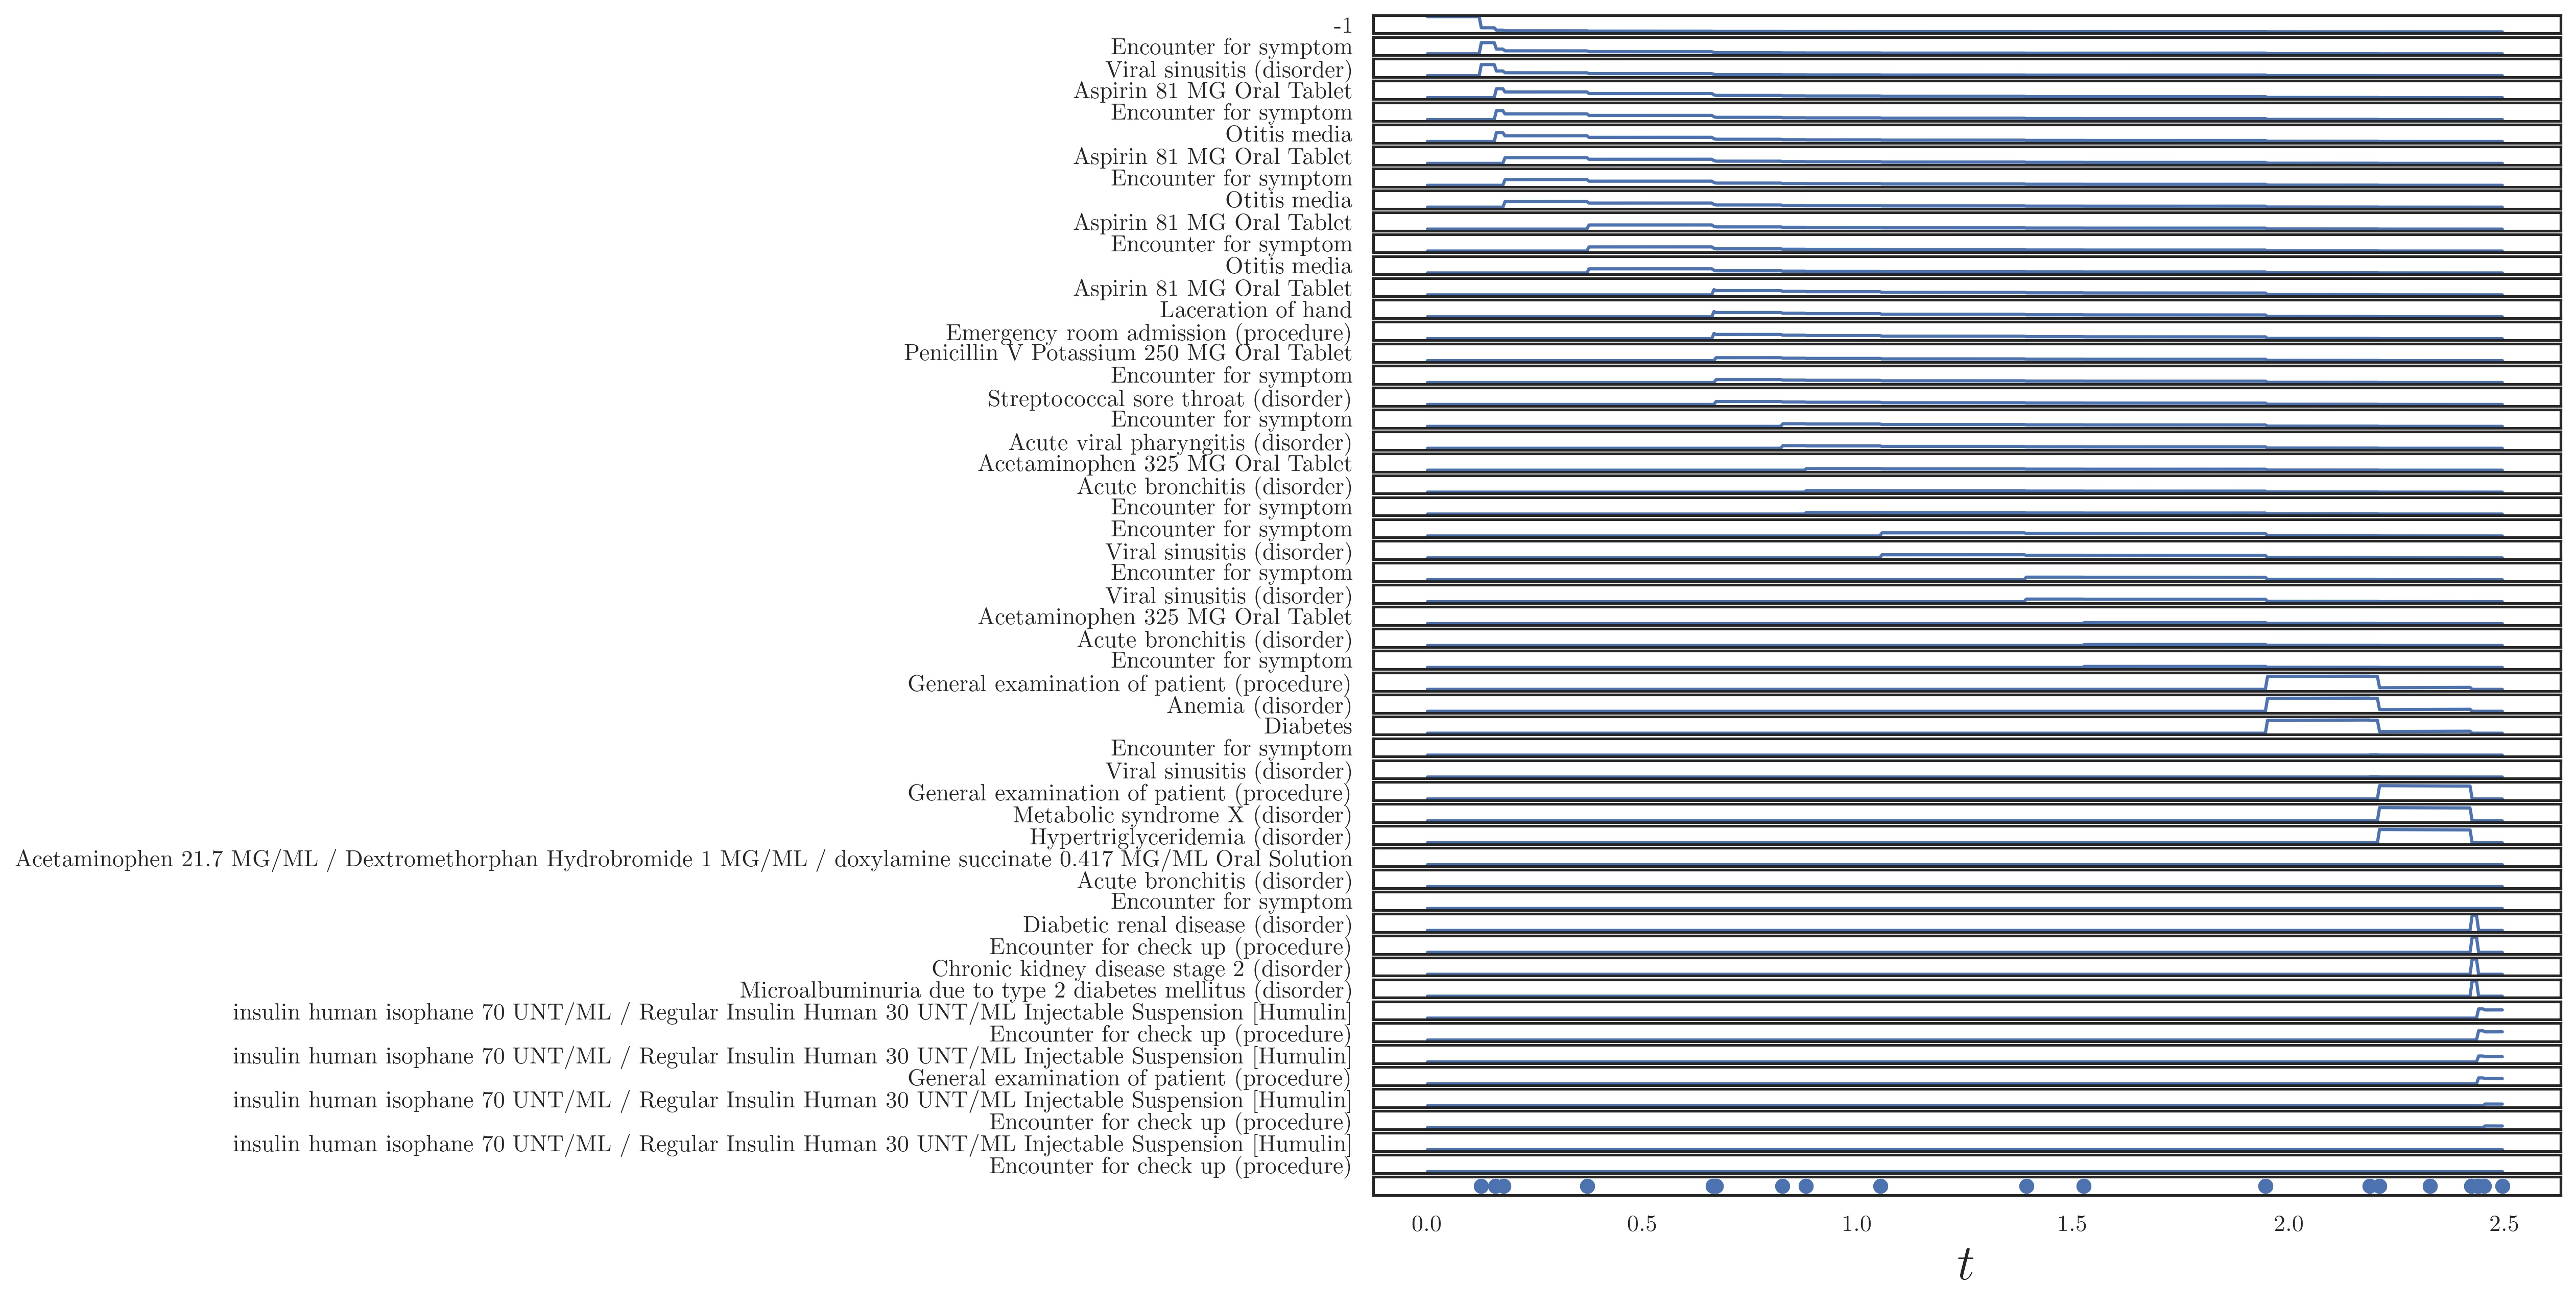 -1
Encounter for symptom
Viral sinusitis (disorder)
Aspirin 81 MG Oral Tablet
Encounter for symptom
Otitis media
Aspirin 81 MG Oral Tablet
Encounter for symptom
Otitis media
Aspirin 81 MG Oral Tablet
Encounter for symptom
Otitis media
Aspirin 81 MG Oral Tablet
Laceration of hand
Emergency room admission (procedure)
Penicillin V Potassium 250 MG Oral Tablet
Encounter for symptom
Streptococcal sore throat (disorder)
Encounter for symptom
Acute viral pharyngitis (disorder)
Acetaminophen 325 MG Oral Tablet
Acute bronchitis (disorder)
Encounter for symptom
Encounter for symptom
Viral sinusitis (disorder)
Encounter for symptom
Viral sinusitis (disorder)
Acetaminophen 325 MG Oral Tablet
Acute bronchitis (disorder)
Encounter for symptom
General examination of patient (procedure)
Anemia (disorder)
Diabetes
Encounter for symptom
Viral sinusitis (disorder)
General examination of patient (procedure)
Metabolic syndrome X (disorder)
Hypertriglyceridemia (disorder)
Acetaminophen 21.7 MG/ML / Dextromethorphan Hydrobromide 1 MG/ML / doxylamine succinate 0.417 MG/ML Oral Solution
Acute bronchitis (disorder)
Encounter for symptom
Diabetic renal disease (disorder)
Encounter for check up (procedure)
Chronic kidney disease stage 2 (disorder)
Microalbuminuria due to type 2 diabetes mellitus (disorder)
insulin human isophane 70 UNT/ML / Regular Insulin Human 30 UNT/ML Injectable Suspension [Humulin]
Encounter for check up (procedure)
insulin human isophane 70 UNT/ML / Regular Insulin Human 30 UNT/ML Injectable Suspension [Humulin]
General examination of patient (procedure)
insulin human isophane 70 UNT/ML / Regular Insulin Human 30 UNT/ML Injectable Suspension [Humulin]
Encounter for check up (procedure)
insulin human isophane 70 UNT/ML / Regular Insulin Human 30 UNT/ML Injectable Suspension [Humulin]
Encounter for check up (procedure)
0.0 0.5 1.0 1.5 2.0 2.5
t